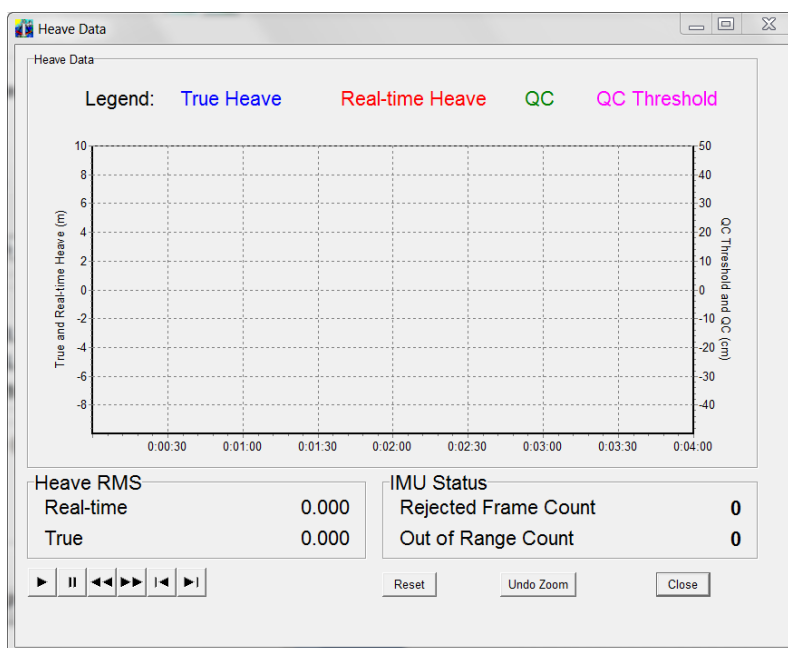 Heave Data
Heave Data
Legend: True Heave Real-time Heave QC QC Threshold
True and Real-time Heave (m)
10
8
6
4
2
0
-2
-4
-6
-8
50
40
30
20
10
0
-10
-20
-30
-40
QC Threshold and QC (cm)
0:00:30 0:01:00 0:01:30 0:02:00 0:02:30 0:03:00 0:03:30 0:04:00
Heave RMS
Real-time 0.000
True 0.000
IMU Status
Rejected Frame Count 0
Out of Range Count 0
Reset Undo Zoom Close